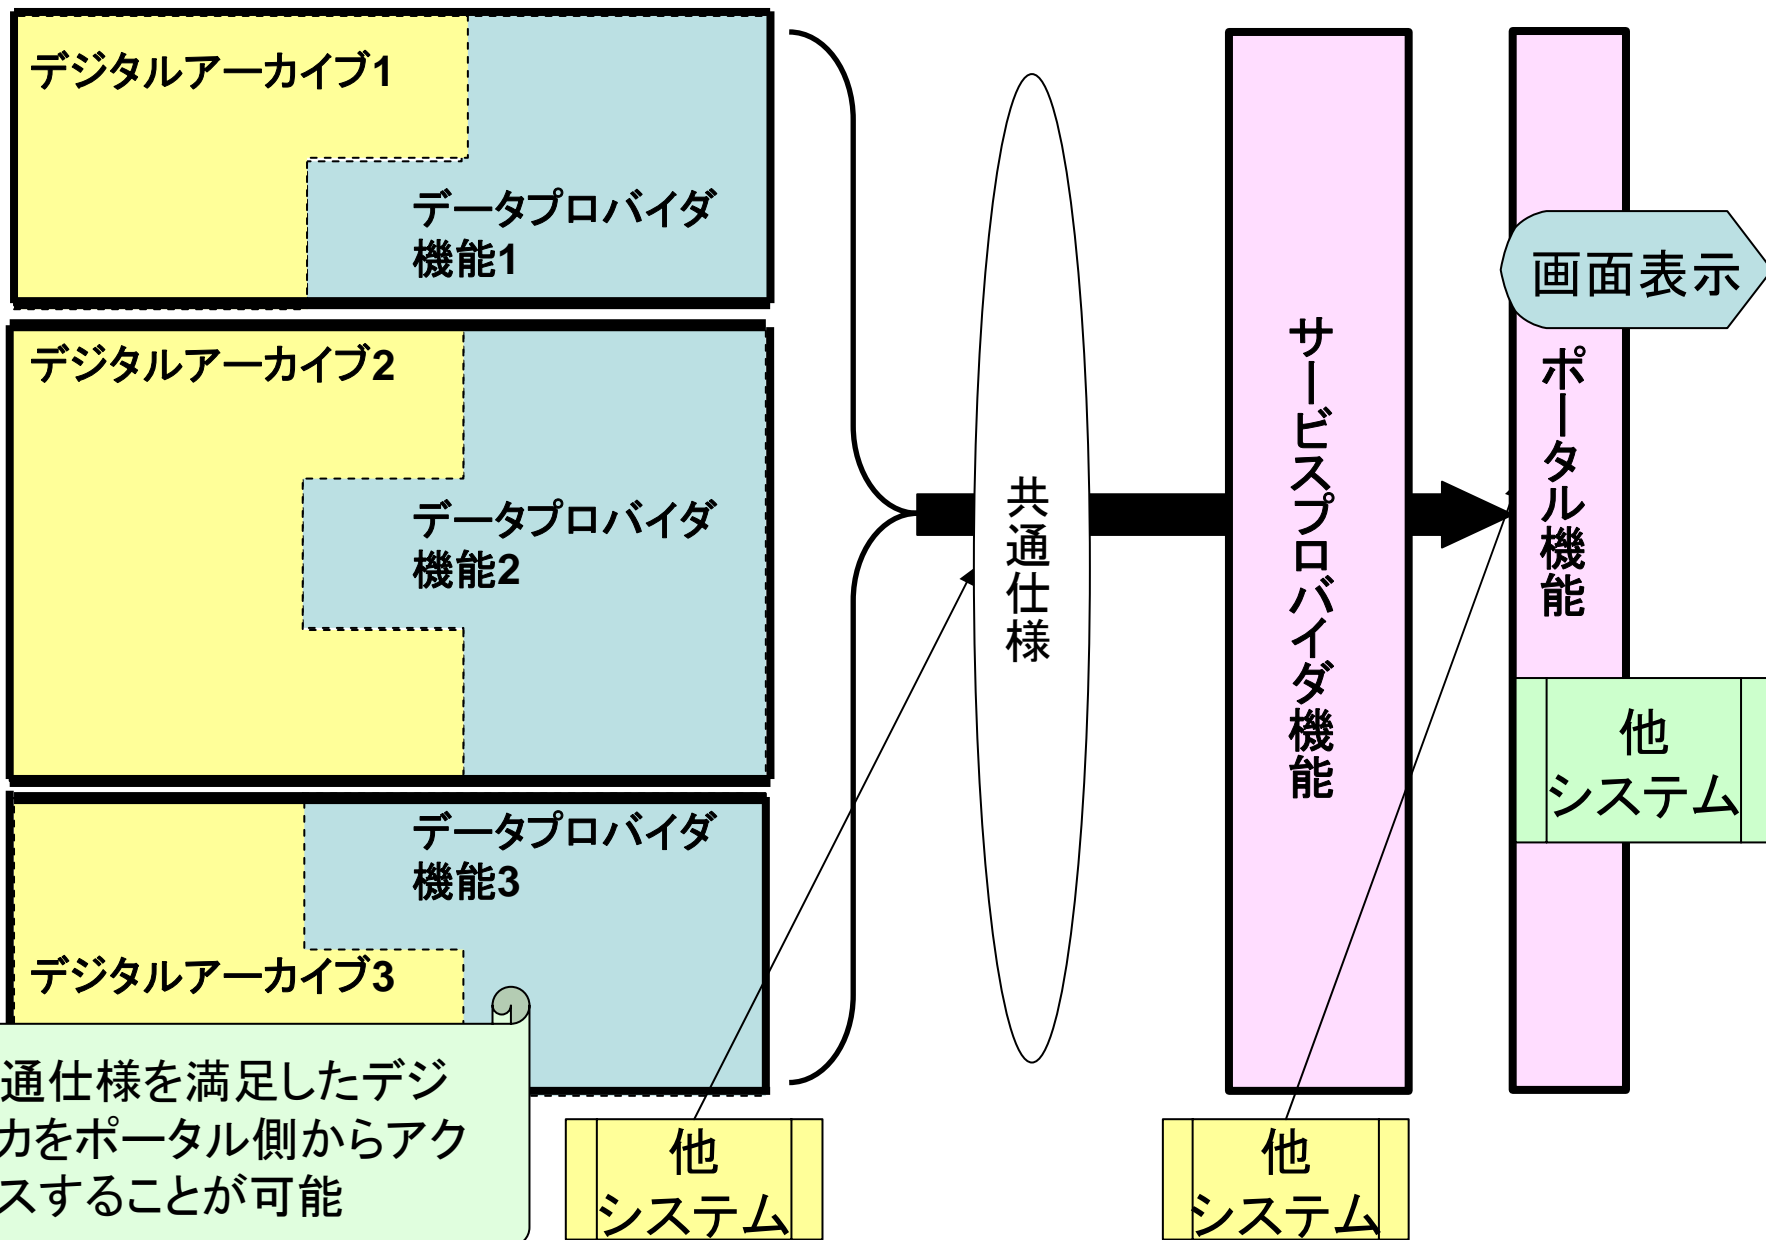 デジタルアーカイブ1
データプロバイダ
機能1
デジタルアーカイブ2
データプロバイダ
機能2
データプロバイダ
機能3
デジタルアーカイブ3
通仕様を満足したデジ
カをポータル側からアク
スすることが可能
共通仕様
サービスプロバイダ機能
画面表示
ポータル機能
他
システム
他
システム
他
システム